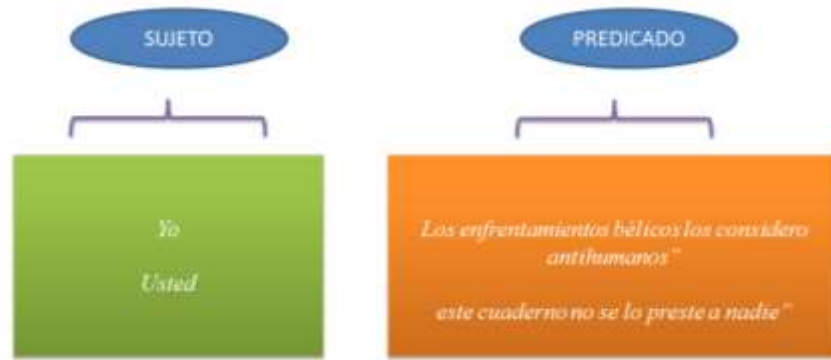 SUJETO
PREDICADO
Yo
Usted
Los enfrentamientos bélicos los considero
antihumanos"
este cuaderno no se lo preste a nadie"